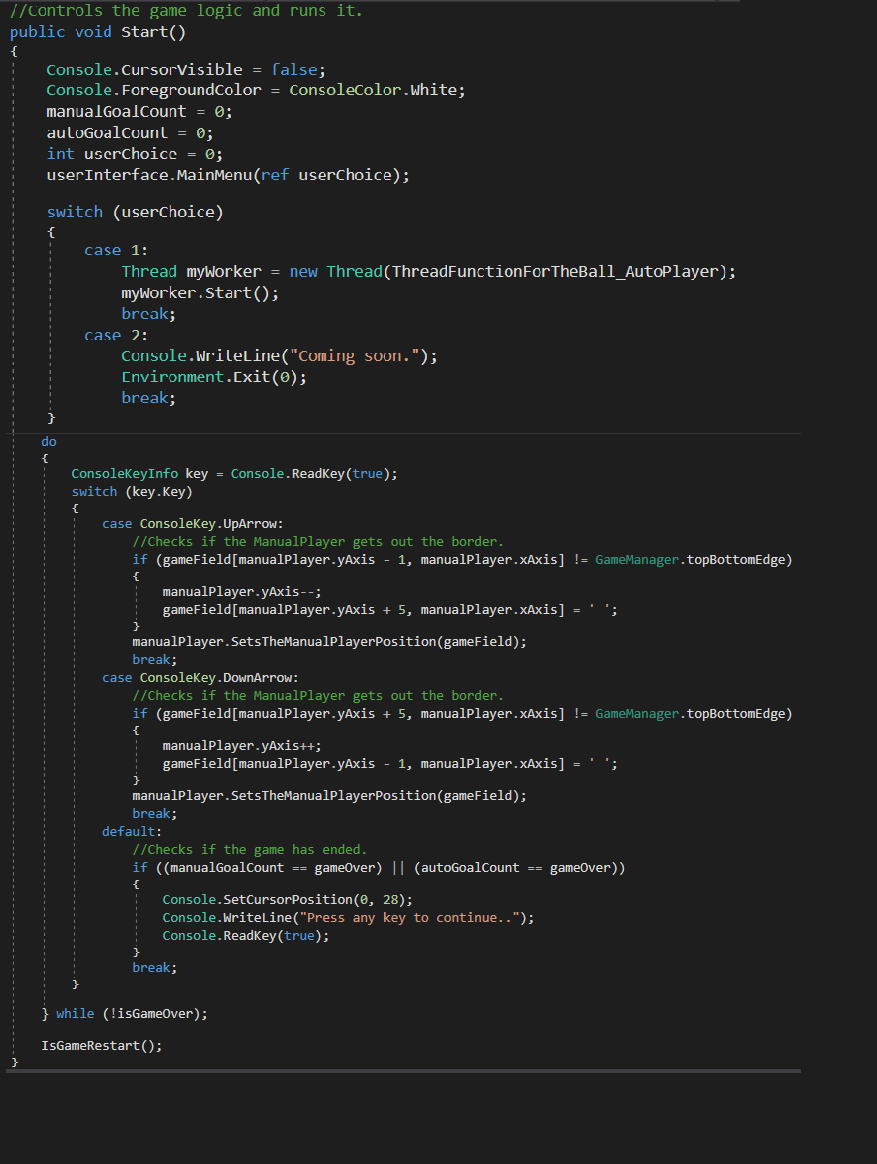 //Controls the game logic and runs it.
public void Start()
{
    Console.CursorVisible = false;
    Console.ForegroundColor = ConsoleColor.White;
    manualGoalCount = 0;
    autoGoalCount = 0;
    int userChoice = 0;
    userInterface.MainMenu(ref userChoice);
    switch (userChoice)
    {
        case 1:
            Thread myWorker = new Thread(ThreadFunctionForTheBall_AutoPlayer);
            myWorker.Start();
            break;
        case 2:
            Console.WriteLine("Coming soon.");
            Environment.Exit(0);
            break;
    }
    do
    {
        ConsoleKeyInfo key = Console.ReadKey(true);
        switch (key.Key)
        {
            case ConsoleKey.UpArrow:
                //Checks if the ManualPlayer gets out the border.
                if (gameField[manualPlayer.yAxis - 1, manualPlayer.xAxis] != GameManager.topBottomEdge)
                {
                    manualPlayer.yAxis--;
                    gameField[manualPlayer.yAxis + 5, manualPlayer.xAxis] = ' ';
                }
                manualPlayer.SetsTheManualPlayerPosition(gameField);
                break;
            case ConsoleKey.DownArrow:
                //Checks if the ManualPlayer gets out the border.
                if (gameField[manualPlayer.yAxis + 5, manualPlayer.xAxis] != GameManager.topBottomEdge)
                {
                    manualPlayer.yAxis++;
                    gameField[manualPlayer.yAxis - 1, manualPlayer.xAxis] = ' ';
                }
                manualPlayer.SetsTheManualPlayerPosition(gameField);
                break;
            default:
                //Checks if the game has ended.
                if ((manualGoalCount == gameOver) || (autoGoalCount == gameOver))
                {
                    Console.SetCursorPosition(0, 28);
                    Console.WriteLine("Press any key to continue..");
                    Console.ReadKey(true);
                }
                break;
        }
    } while (!isGameOver);
    IsGameRestart();
}